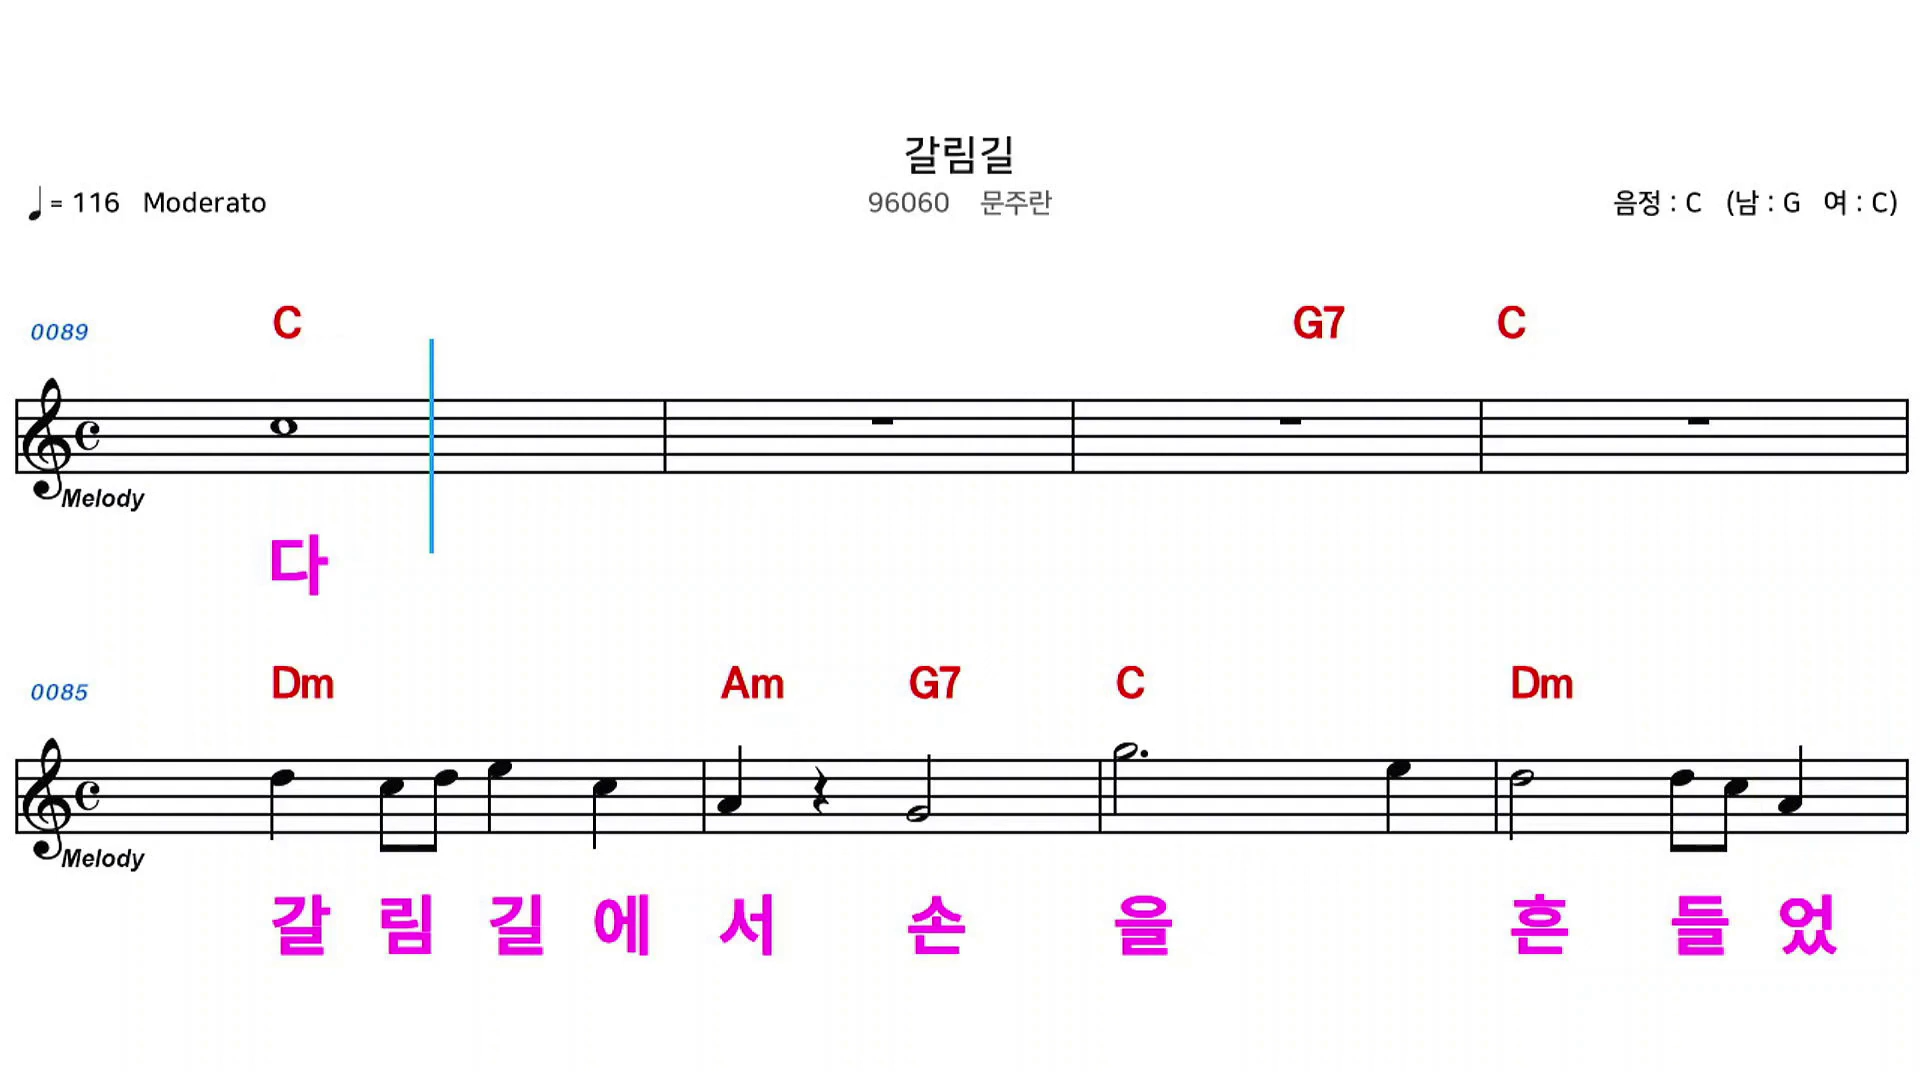 갈림길
♩= 116 Moderato 96060 문주란 음정 : C (남 : G 여 : C)
0089 C G7 C
Melody
다
0085 Dm Am G7 C Dm
Melody
갈 림 길 에 서 손 을 흔 들 었